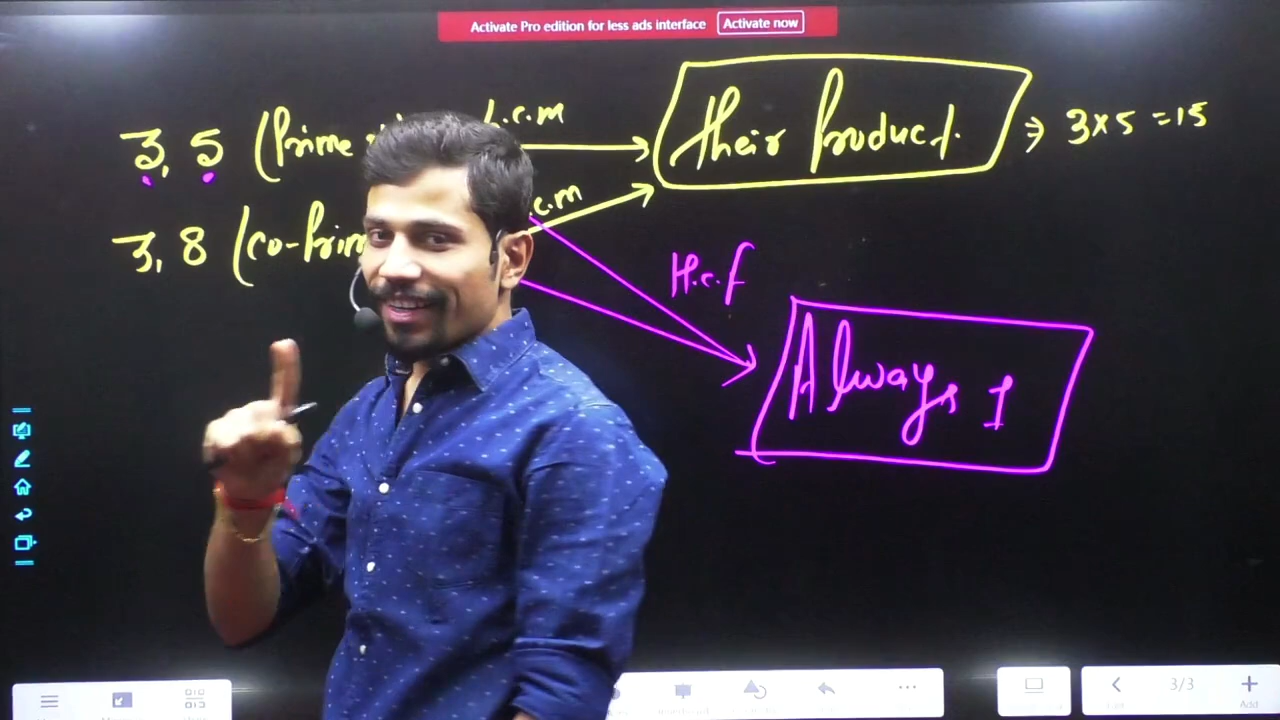 Activate Pro edition for less ads interface Activate now
3, 5 (Prime L.c.m Their Product. ⇒ 3×5 = 15
3, 8 (Co-Prim c.m
H.c.f
Always 1
3/3
Add